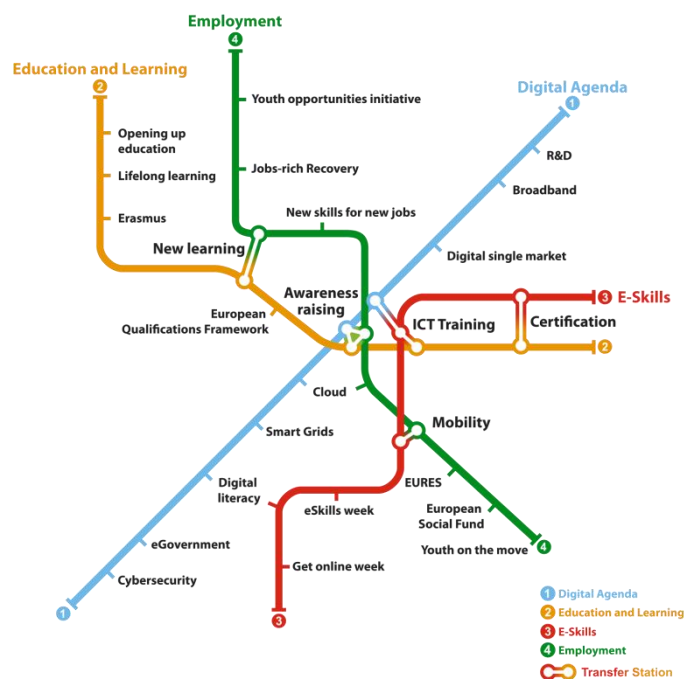 Employment
4
Education and Learning
2
Digital Agenda
1
Youth opportunities initiative
Opening up
education
R&D
Jobs-rich Recovery
Lifelong learning
Broadband
New skills for new jobs
Erasmus
New learning
Digital single market
Awareness
raising
3 E-Skills
European
Qualifications Framework
ICT Training
Certification
2
Cloud
Mobility
Smart Grids
Digital
literacy
EURES
eSkills week
European
Social Fund
eGovernment
Youth on the move
4
Get online week
Cybersecurity
1
3
1 Digital Agenda
2 Education and Learning
3 E-Skills
4 Employment
Transfer Station